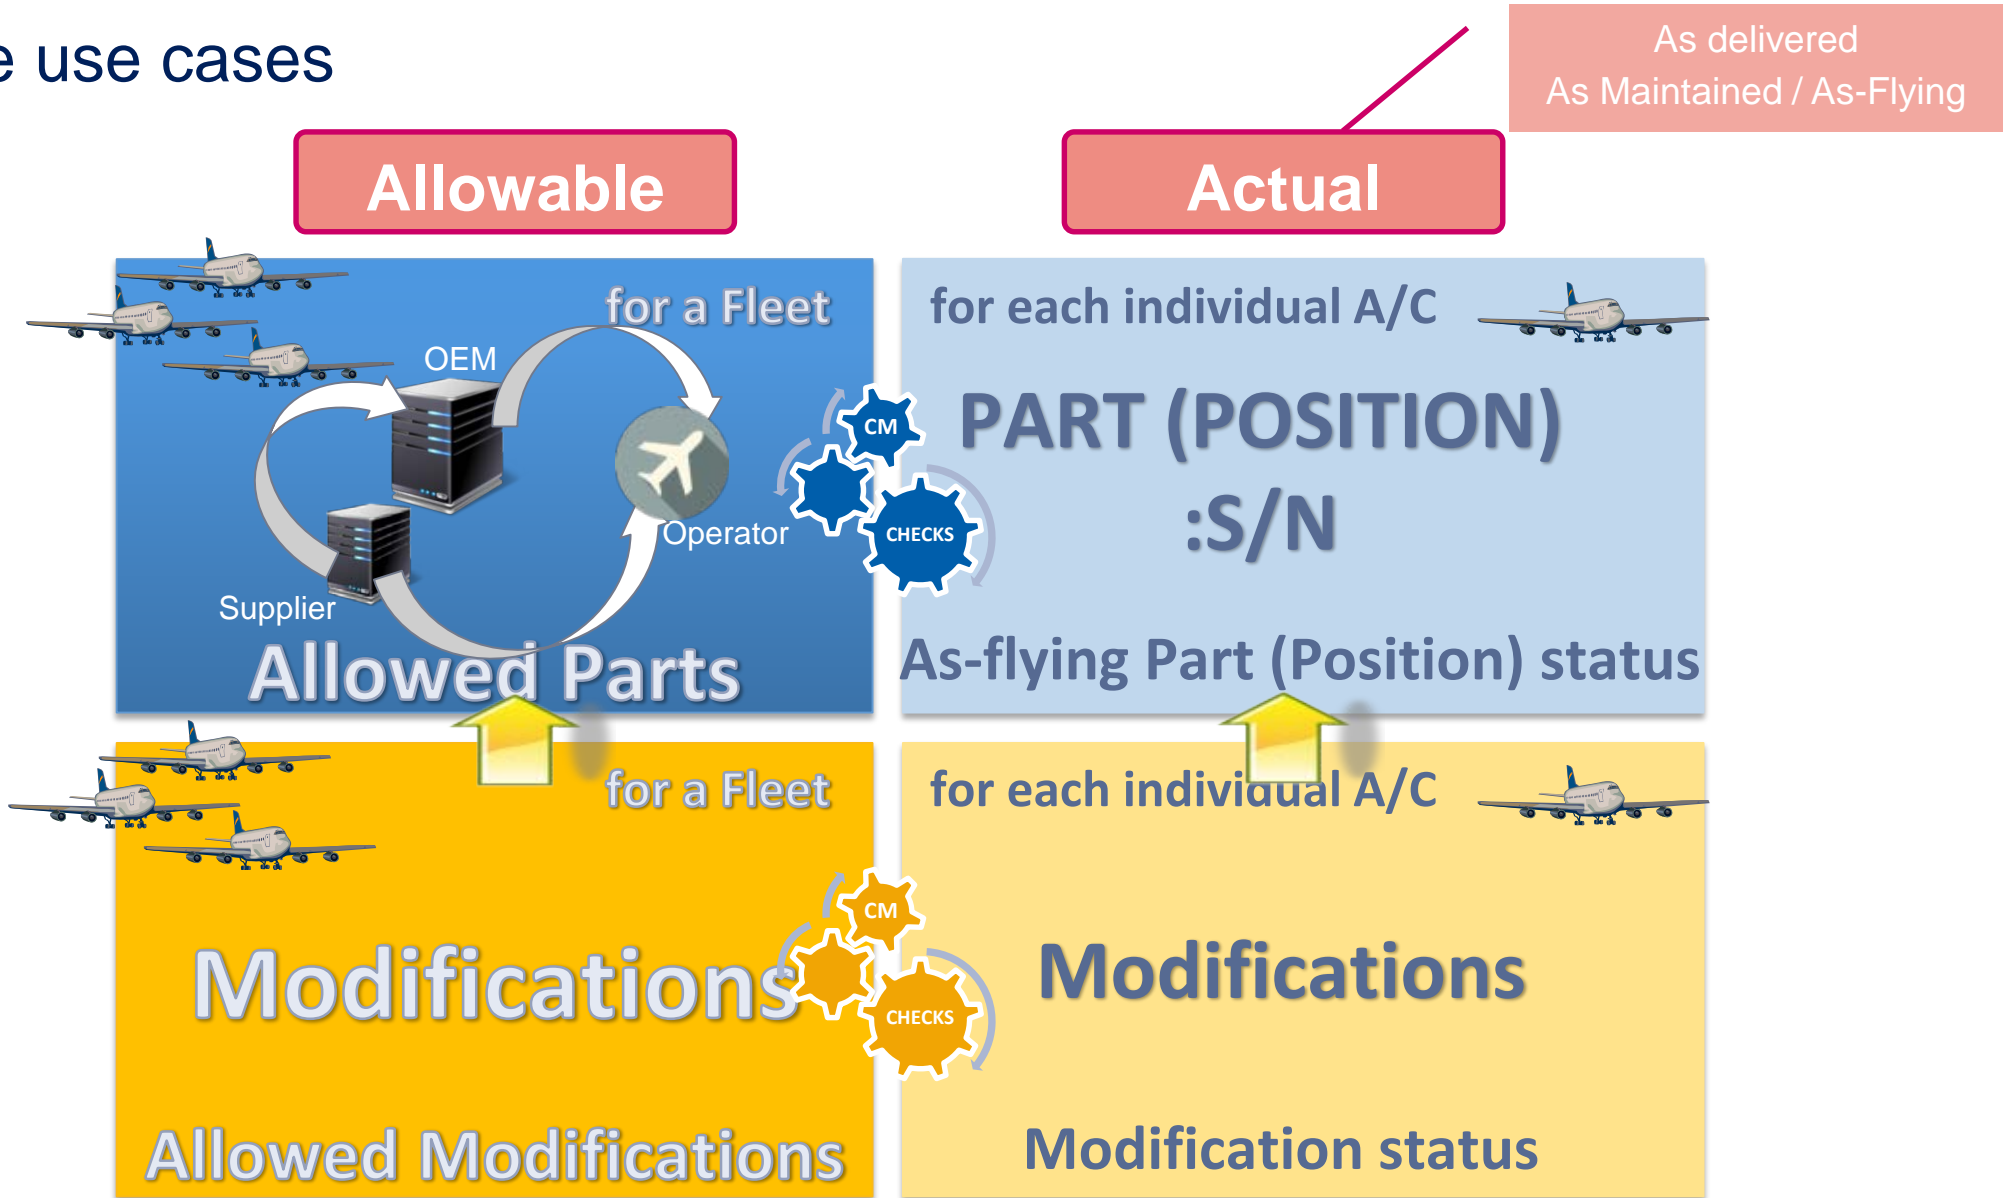 use cases
As delivered
As Maintained / As-Flying
Allowable
Actual
for a Fleet
OEM
Operator
Supplier
Allowed Parts
for each individual A/C
CM
CHECKS
PART (POSITION)
:S/N
As-flying Part (Position) status
for a Fleet
Modifications
Allowed Modifications
CM
CHECKS
for each individual A/C
Modifications
Modification status